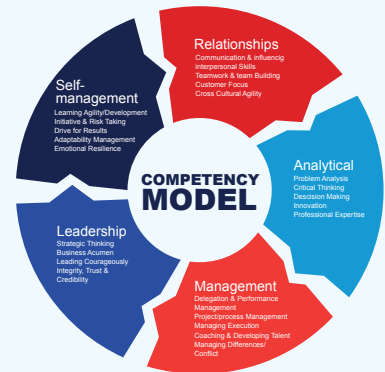 Relationships
Communication & influencig
interpersonal Skills
Teamwork & team Building
Customer Focus
Cross Cultural Agility
Self-
management
Learning Agility/Development
Initiative & Risk Taking
Drive for Results
Adaptability Management
Emotional Resilience
Analytical
Problem Analysis
Critical Thinking
Descision Making
Innovation
Professional Expertise
COMPETENCY
MODEL
Leadership
Strategic Thinking
Business Acumen
Leading Courageously
Integrity, Trust &
Credibility
Management
Delegation & Performance
Management
Project/process Management
Managing Execution
Coaching & Developing Talent
Managing Differences/
Conflict